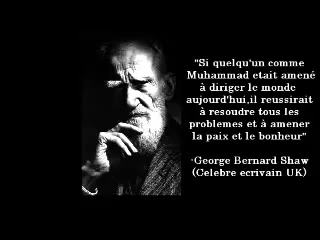 "Si quelqu'un comme
Muhammad etait amené
à diriger le monde
aujourd'hui,il reussirait
à resoudre tous les
problemes et à amener
la paix et le bonheur"
-George Bernard Shaw
(Celebre ecrivain UK)